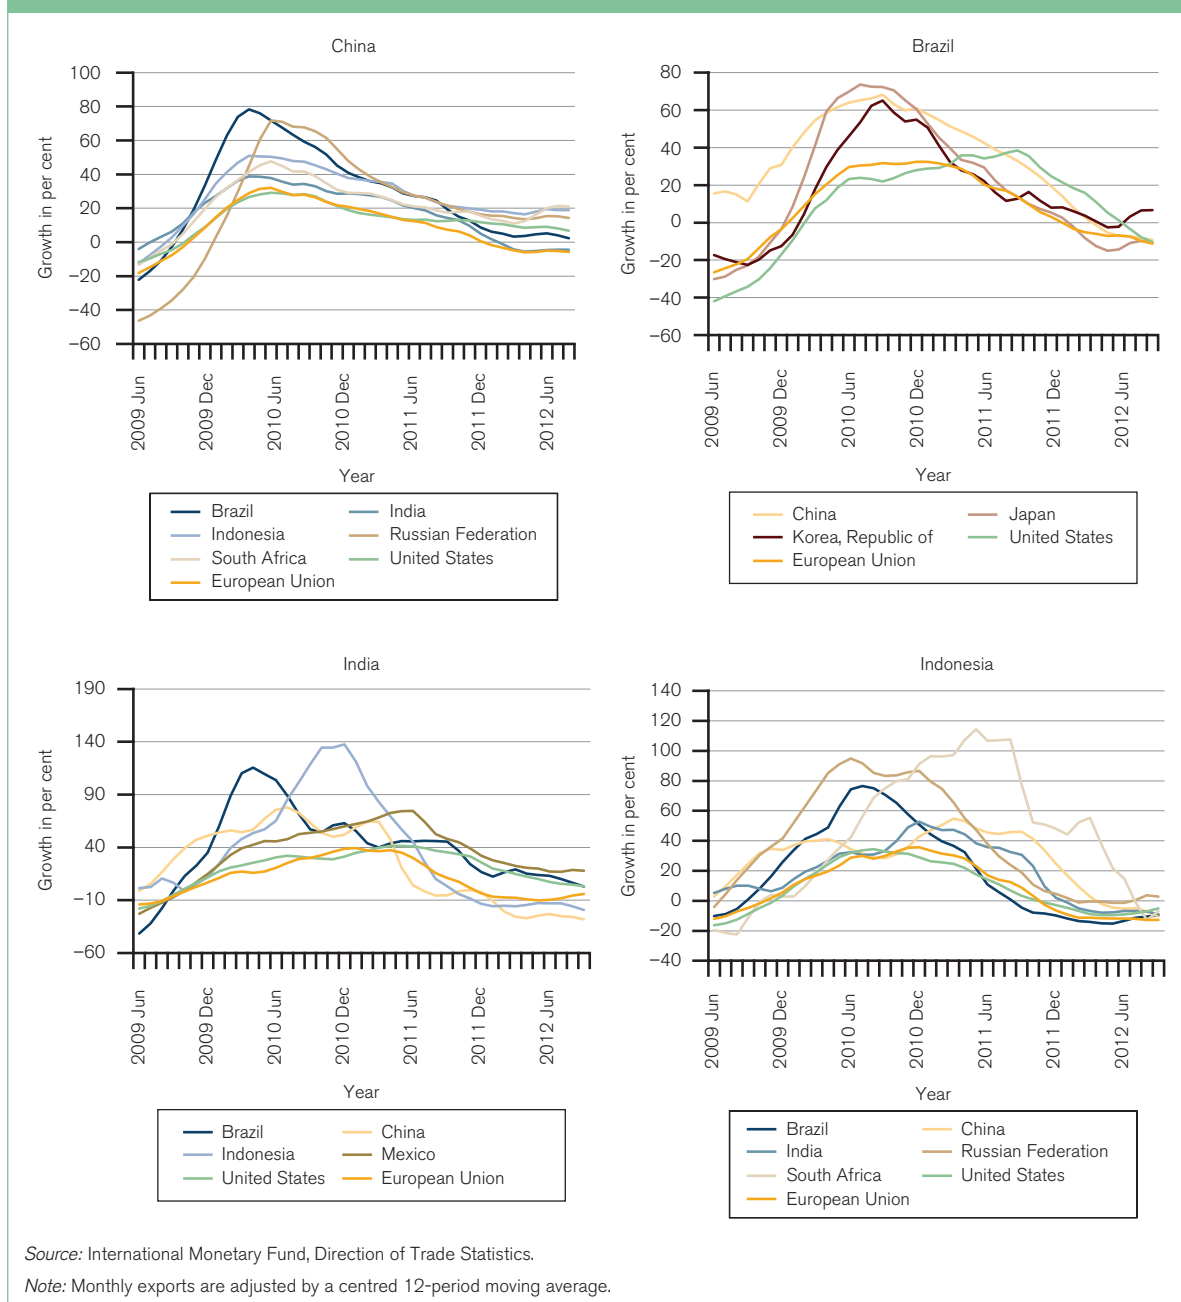 China
Growth in per cent
100
80
60
40
20
0
−20
−40
−60
2009 Jun
2009 Dec
2010 Jun
2010 Dec
2011 Jun
2011 Dec
2012 Jun
Year
Brazil
India
Indonesia
Russian Federation
South Africa
United States
European Union
Brazil
Growth in per cent
80
60
40
20
0
−20
−40
−60
2009 Jun
2009 Dec
2010 Jun
2010 Dec
2011 Jun
2011 Dec
2012 Jun
Year
China
Japan
Korea, Republic of
United States
European Union
India
Growth in per cent
190
140
90
40
−10
−60
2009 Jun
2009 Dec
2010 Jun
2010 Dec
2011 Jun
2011 Dec
2012 Jun
Year
Brazil
China
Indonesia
Mexico
United States
European Union
Indonesia
Growth in per cent
140
120
100
80
60
40
20
0
−20
−40
2009 Jun
2009 Dec
2010 Jun
2010 Dec
2011 Jun
2011 Dec
2012 Jun
Year
Brazil
China
India
Russian Federation
South Africa
United States
European Union
Source: International Monetary Fund, Direction of Trade Statistics.
Note: Monthly exports are adjusted by a centred 12-period moving average.